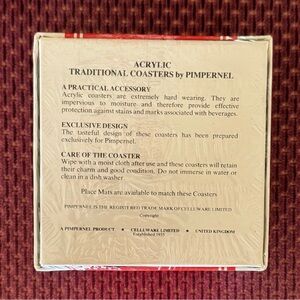 ACRYLIC
TRADITIONAL COASTERS by PIMPERNEL
A PRACTICAL ACCESSORY
Acrylic coasters are extremely hard wearing. They are
impervious to moisture and therefore provide effective
protection against stains and marks associated with beverages.
EXCLUSIVE DESIGN
The tasteful design of these coasters has been prepared
exclusively for Pimpernel.
CARE OF THE COASTER
Wipe with a moist cloth after use and these coasters will retain
their charm and good condition. Do not immerse in water or
clean in a dish washer.
Place Mats are available to match these Coasters
PIMPERNEL IS THE REGISTERED TRADE MARK OF CELLUWARE LIMITED
Copyright
A PIMPERNEL PRODUCT • CELLUWARE LIMITED • UNITED KINGDOM
Established 1933